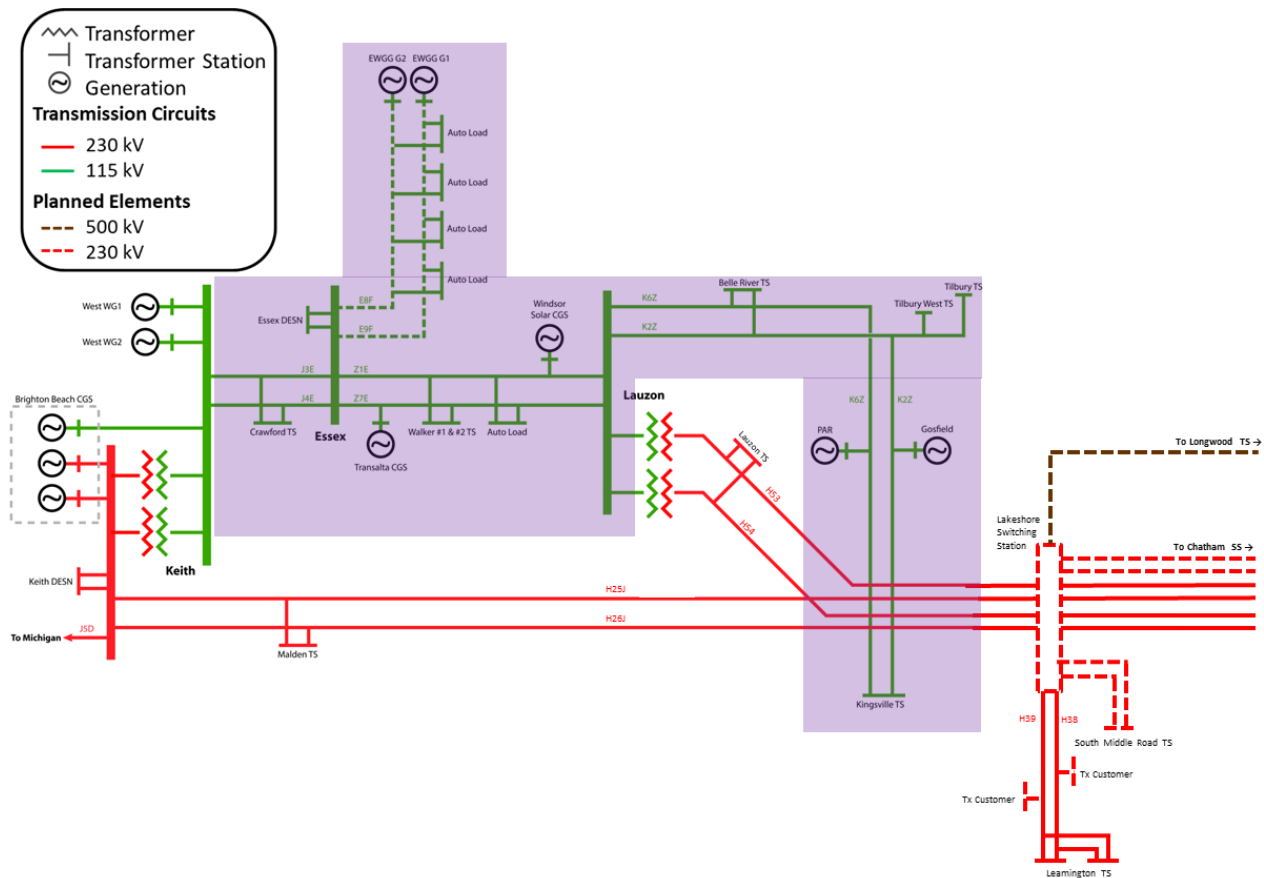 Transformer
Transformer Station
Generation
Transmission Circuits
230 kV
115 kV
Planned Elements
500 kV
230 kV
EWGG G2
EWGG G1
Auto Load
Auto Load
Auto Load
Auto Load
West WG1
West WG2
Essex DESN
E8F
E9F
Windsor
Solar CGS
K6Z
K2Z
Belle River TS
Tilbury West TS
Tilbury TS
J3E
J4E
Z1E
Z7E
Brighton Beach CGS
Crawford TS
Essex
Transalta CGS
Walker #1 & #2 TS
Auto Load
Lauzon
Lauzon TS
H53
H54
K6Z
K2Z
PAR
Gosfield
To Longwood TS →
Lakeshore
Switching
Station
To Chatham SS →
Keith
Keith DESN
H25J
H26J
J5D
To Michigan
Malden TS
Kingsville TS
H39
H38
South Middle Road TS
Tx Customer
Tx Customer
Leamington TS